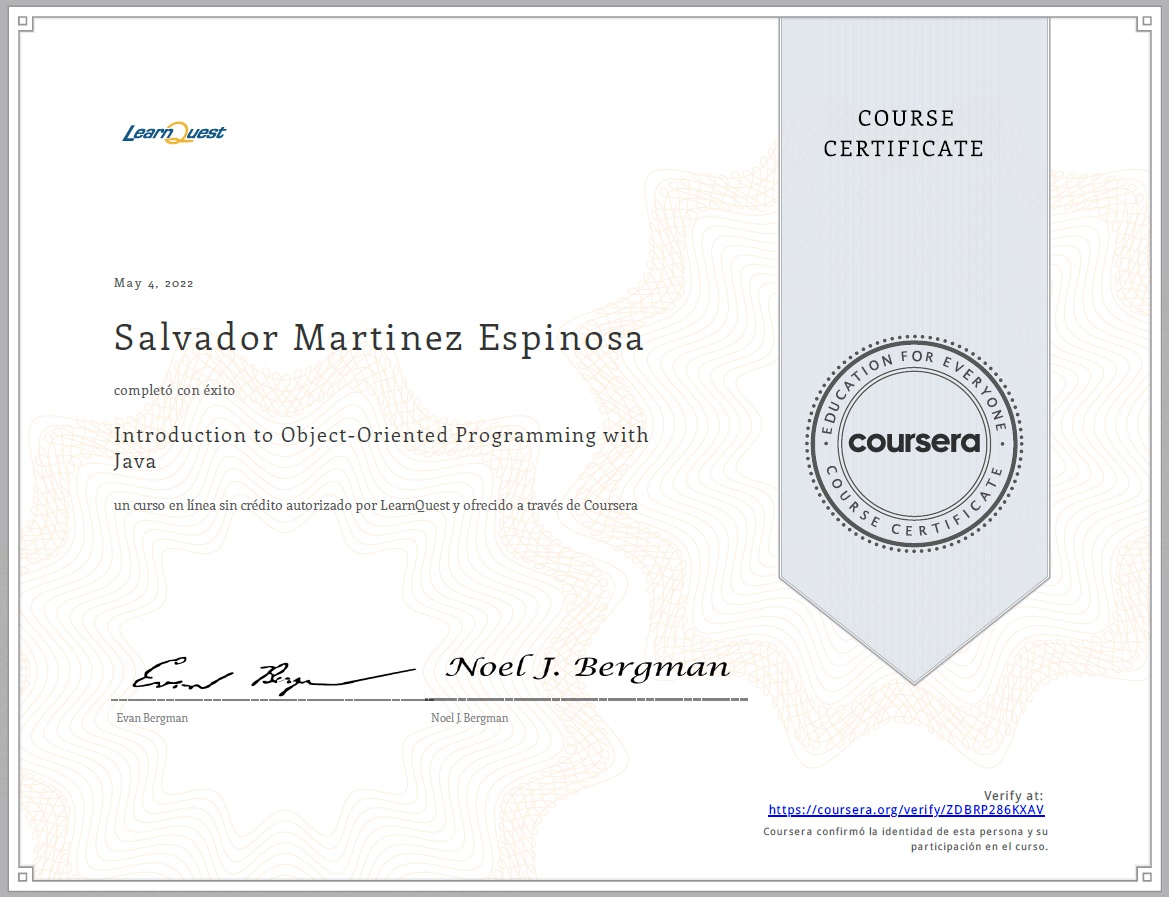 LearnQuest
COURSE
CERTIFICATE
May 4, 2022
Salvador Martinez Espinosa
completó con éxito
Introduction to Object-Oriented Programming with
Java
un curso en línea sin crédito autorizado por LearnQuest y ofrecido a través de Coursera
EDUCATION FOR EVERYONE
coursera
COURSE CERTIFICATE
Evan Berg
Noel J. Bergman
Evan Bergman
Noel J. Bergman
Verify at:
https://coursera.org/verify/ZDBRP286KXAV
Coursera confirmó la identidad de esta persona y su
participación en el curso.